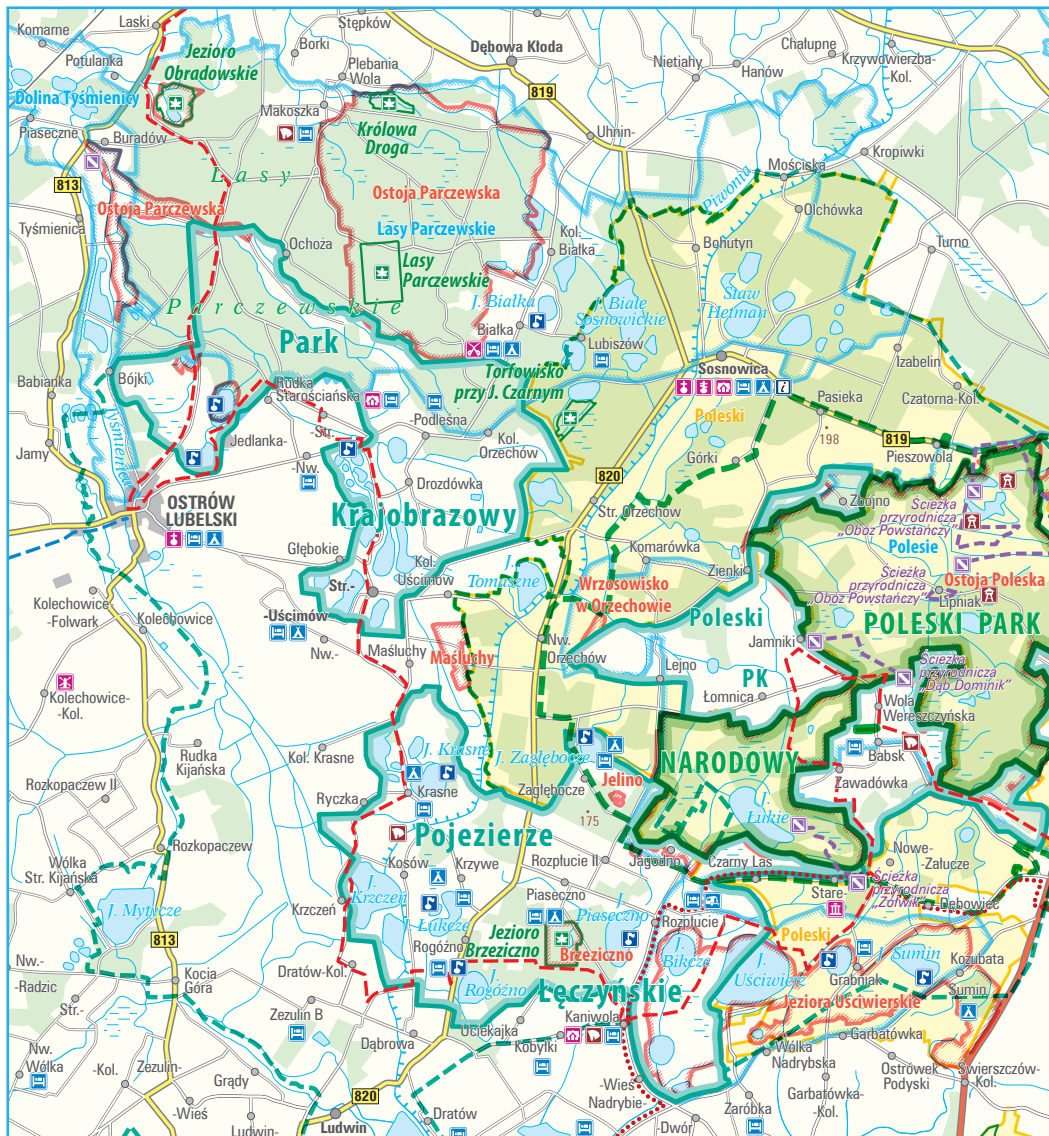 Laski
Stępków
Komarne
Borki
Dębowa Kłoda
Chałupne
Potulanka
Jezioro
Obradowskie
Plebania
Wola
Nietiahy
Hanów
Krzywowierzba-
Kol.
819
Dolina Tyśmienicy
Makoszka
Królowa
Droga
Piaseczne
Buradów
Uhnin-
Kropiwki
Mościska
813
Lasy
Ostoja Parczewska
Ostoja Parczewska
Piwonia
Olchówka
Tyśmienica
Lasy Parczewskie
Kol.
Białka
Bohutyn
Turno
Ochoża
Lasy
Parczewskie
Parczewskie
J. Białka
J. Białe
Sosnowickie
Staw
Hetman
Park
Białka
Lubiszów
Izabelin
Babianka
Bójki
Rudka
Starościańska
Torfowisko
przy J. Czarnym
Sosnowica
Poleski
Pasieka
Czatorna-Kol.
Tyśmienica
Jedlanka-
-Str.
-Podleśna
Kol.
Orzechów
198
819
Jamy
-Nw.
Górki
Pieszowola
820
OSTRÓW
LUBELSKI
Drozdówka
Krajobrazowy
Str. Orzechów
Zbójno
Ścieżka
przyrodnicza
„Obóz Powstańczy”
Polesie
Głębokie
Kol.
Uścimów
J.
Tomaszne
Komarówka
Zienki
Ścieżka
przyrodnicza
„Obóz Powstańczy”
Ostoja Poleska
Lipniak
Str.-
-Uścimów
Wrzosowisko
w Orzechowie
Kolechowice
-Folwark
Kolechowice
Poleski
POLESKI PARK
Nw.-
Maśluchy
Maśluchy
Nw.
Orzechów
Jamniki
Lejno
PK
Łomnica
Ścieżka
przyrodnicza
„Dąb Dominik”
Kolechowice-
-Kol.
Wola
Wereszczyńska
Rudka
Kijańska
Kol. Krasne
J. Krasne
J. Zagłębocze
NARODOWY
Babsk
Rozkopaczew II
Krasne
Jelino
Zawadówka
Ryczka
Zagłębocze
175
J.
Łukie
Pojezierze
Rozkopaczew
Wólka
Str. Kijańska
Kosów
Krzywe
Rozpłucie II
Jagodno
Czarny Las
Nowe-
-Załucze
J.
Krzczeń
Piaseczno
Stare-
Ścieżka
przyrodnicza
„Żółwik”
Dębowiec
J. Mytycze
Krzczeń
J. Łukcze
J.
Piaseczno
Rozpłucie
Jezioro
Brzeziczno
Brzeziczno
Poleski
813
Rogóźno
J.
Bikcze
J.
Uściwierz
J. Sumin
Kozubata
Nw.-
-Radzic
Dratów-Kol.
Grabniak
Kocia
Góra
J.
Rogóźno
Łęczyńskie
Jeziora Uściwierskie
Sumin
Str.-
Zezulin B
Uciekajka
Kaniwola
Kobyłki
Garbatówka
Nw.
Wólka
Zezulin-
Dąbrowa
Wólka
Nadrybska
Ostrówek
Podyski
Świerszczów-
Kol.
-Kol.
Grądy
-Wieś
Nadrybie-
Garbatówka-
-Kol.
-Wieś
820
Dratów
Zaróbka
Ludwin-
Ludwin
-Dwór